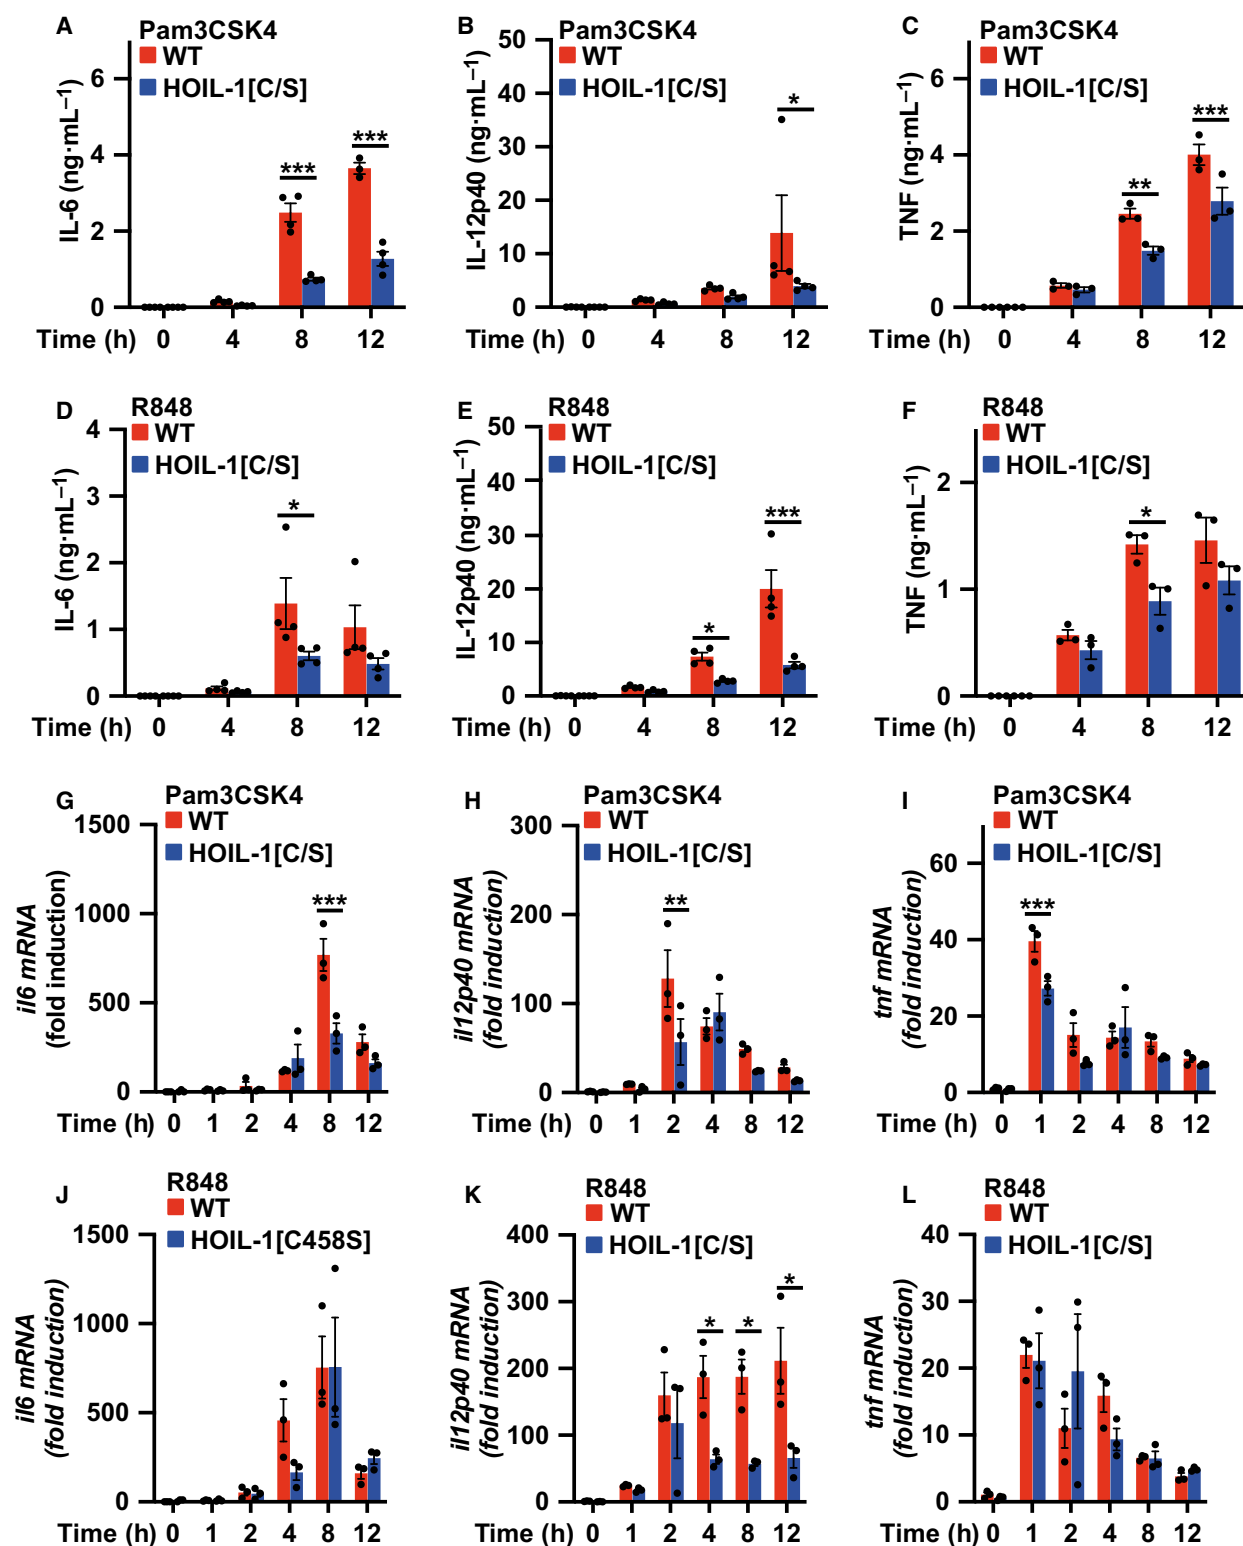 A
Pam3CSK4
WT
HOIL-1[C/S]
IL-6 (ng·mL−1)
6
4
2
0
***
***
Time (h) 0 4 8 12
B
Pam3CSK4
WT
HOIL-1[C/S]
IL-12p40 (ng·mL−1)
50
40
30
20
10
0
*
Time (h) 0 4 8 12
C
Pam3CSK4
WT
HOIL-1[C/S]
TNF (ng·mL−1)
6
4
2
0
**
***
Time (h) 0 4 8 12
D
R848
WT
HOIL-1[C/S]
IL-6 (ng·mL−1)
4
3
2
1
0
*
Time (h) 0 4 8 12
E
R848
WT
HOIL-1[C/S]
IL-12p40 (ng·mL−1)
50
40
30
20
10
0
*
***
Time (h) 0 4 8 12
F
R848
WT
HOIL-1[C/S]
TNF (ng·mL−1)
2
1
0
*
Time (h) 0 4 8 12
G
Pam3CSK4
WT
HOIL-1[C/S]
il6 mRNA
(fold induction)
1500
1000
500
0
***
Time (h) 0 1 2 4 8 12
H
Pam3CSK4
WT
HOIL-1[C/S]
il12p40 mRNA
(fold induction)
300
200
100
0
**
Time (h) 0 1 2 4 8 12
I
Pam3CSK4
WT
HOIL-1[C/S]
tnf mRNA
(fold induction)
60
40
20
0
***
Time (h) 0 1 2 4 8 12
J
R848
WT
HOIL-1[C458S]
il6 mRNA
(fold induction)
1500
1000
500
0
Time (h) 0 1 2 4 8 12
K
R848
WT
HOIL-1[C/S]
il12p40 mRNA
(fold induction)
400
300
200
100
0
*
*
*
Time (h) 0 1 2 4 8 12
L
R848
WT
HOIL-1[C/S]
tnf mRNA
(fold induction)
40
30
20
10
0
Time (h) 0 1 2 4 8 12